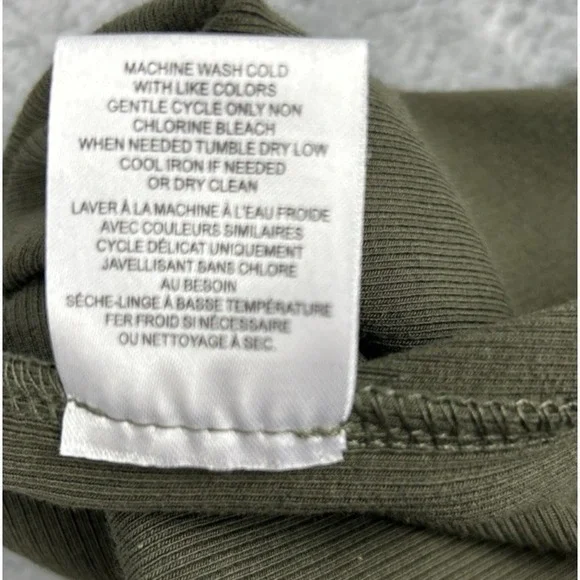 MACHINE WASH COLD
WITH LIKE COLORS
GENTLE CYCLE ONLY NON
CHLORINE BLEACH
WHEN NEEDED TUMBLE DRY LOW
COOL IRON IF NEEDED
OR DRY CLEAN
LAVER À LA MACHINE À L'EAU FROIDE
AVEC COULEURS SIMILAIRES
CYCLE DÉLICAT UNIQUEMENT
JAVELLISANT SANS CHLORE
AU BESOIN
SÉCHE-LINGE À BASSE TEMPÉRATURE
FER FROID SI NÉCESSAIRE
OU NETTOYAGE À SEC.